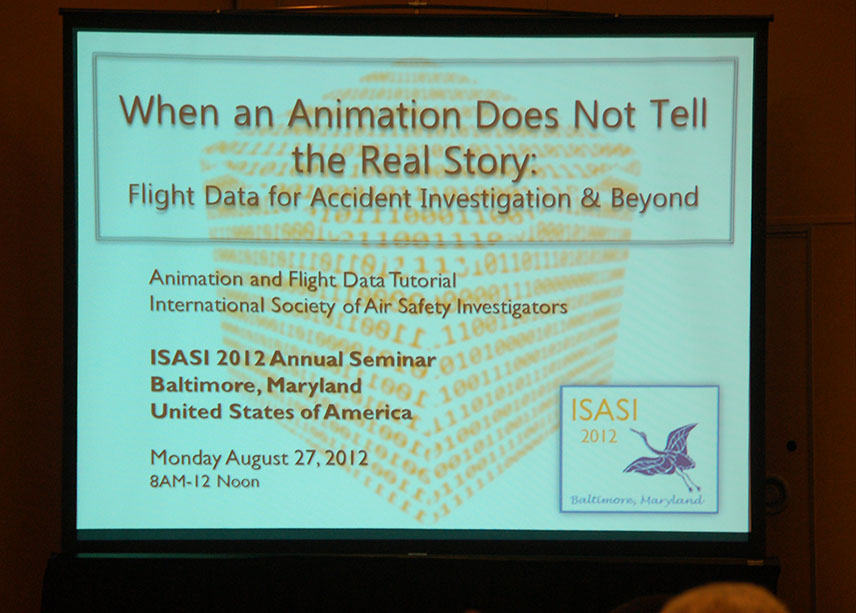 When an Animation Does Not Tell
the Real Story:
Flight Data for Accident Investigation & Beyond
Animation and Flight Data Tutorial
International Society of Air Safety Investigators
ISASI 2012 Annual Seminar
Baltimore, Maryland
United States of America
Monday August 27, 2012
8AM-12 Noon
ISASI
2012
Baltimore, Maryland